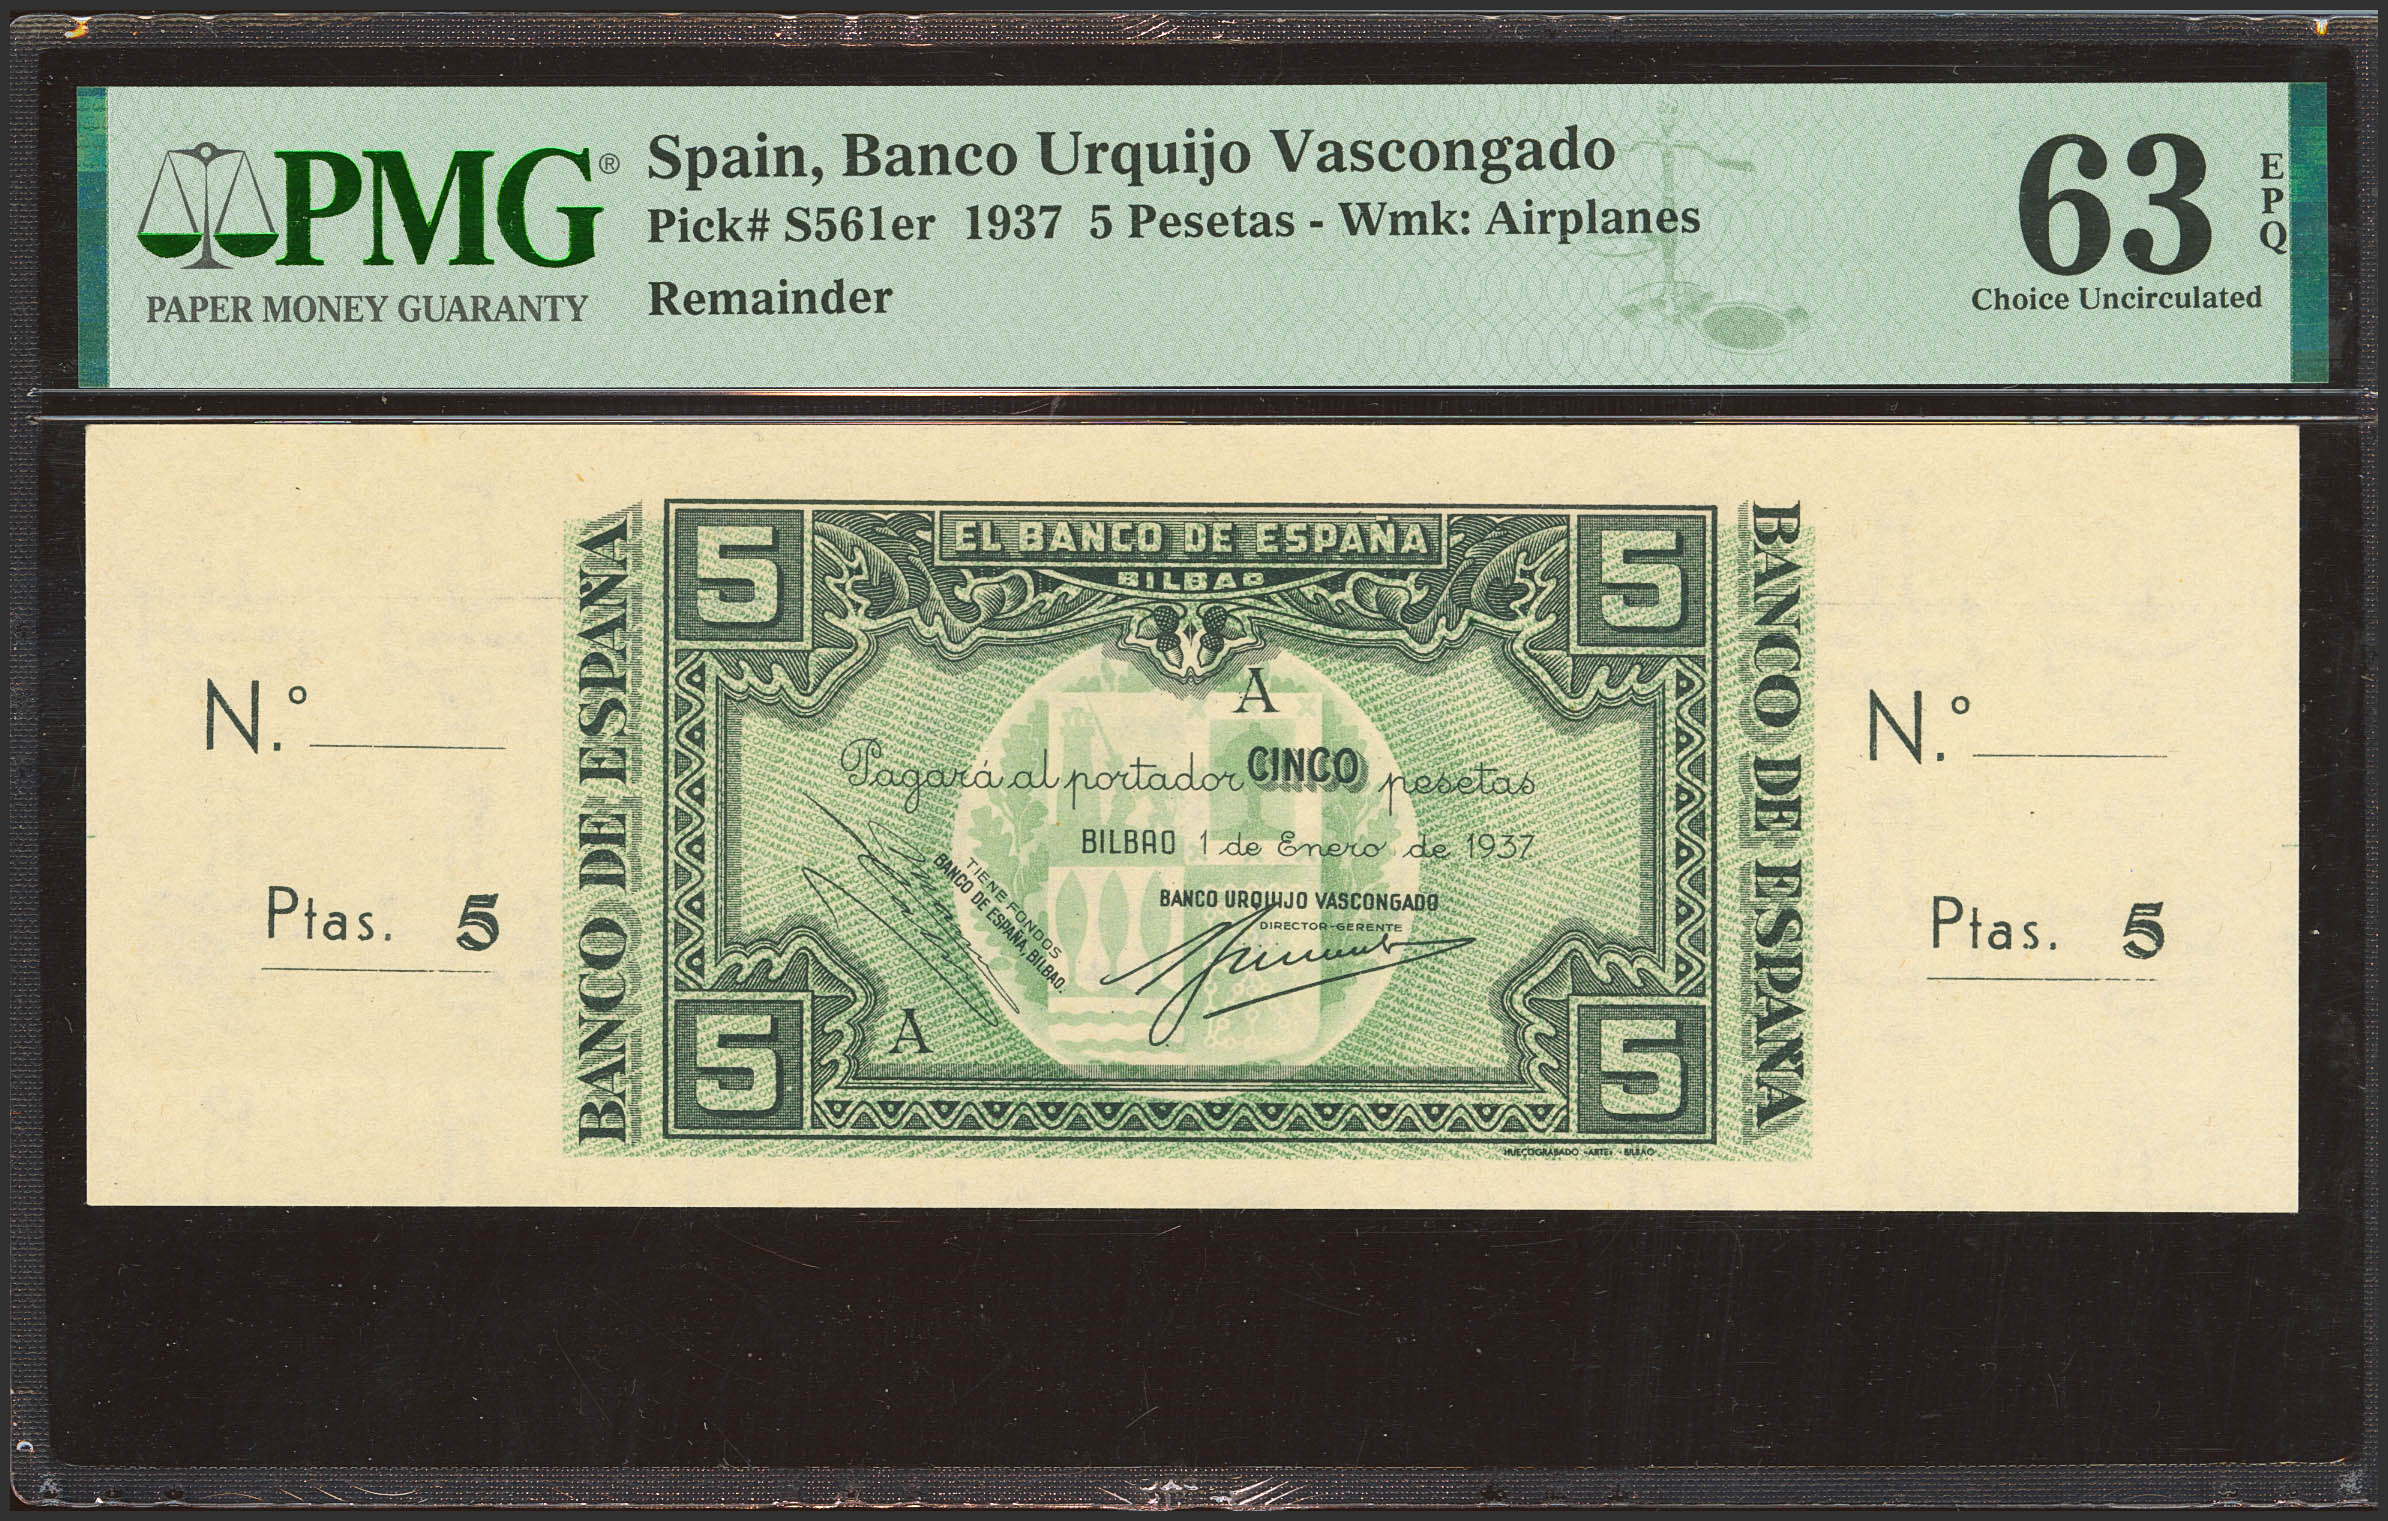 PMG®
PAPER MONEY GUARANTY
Spain, Banco Urquijo Vascongado
Pick# S561er 1937 5 Pesetas - Wmk: Airplanes
Remainder
63
EPQ
Choice Uncirculated
N.º
Ptas. 5
BANCO DE ESPAÑA
5
EL BANCO DE ESPAÑA
BILBAO
5
A
Pagará al portador CINCO pesetas
BILBAO 1 de Enero de 1937
TIENE FONDOS
BANCO DE ESPAÑA, BILBAO.
BANCO URQUIJO VASCONGADO
DIRECTOR-GERENTE
A
5
5
HUECOGRABADO «ARTE» - BILBAO
BANCO DE ESPAÑA
N.º
Ptas. 5